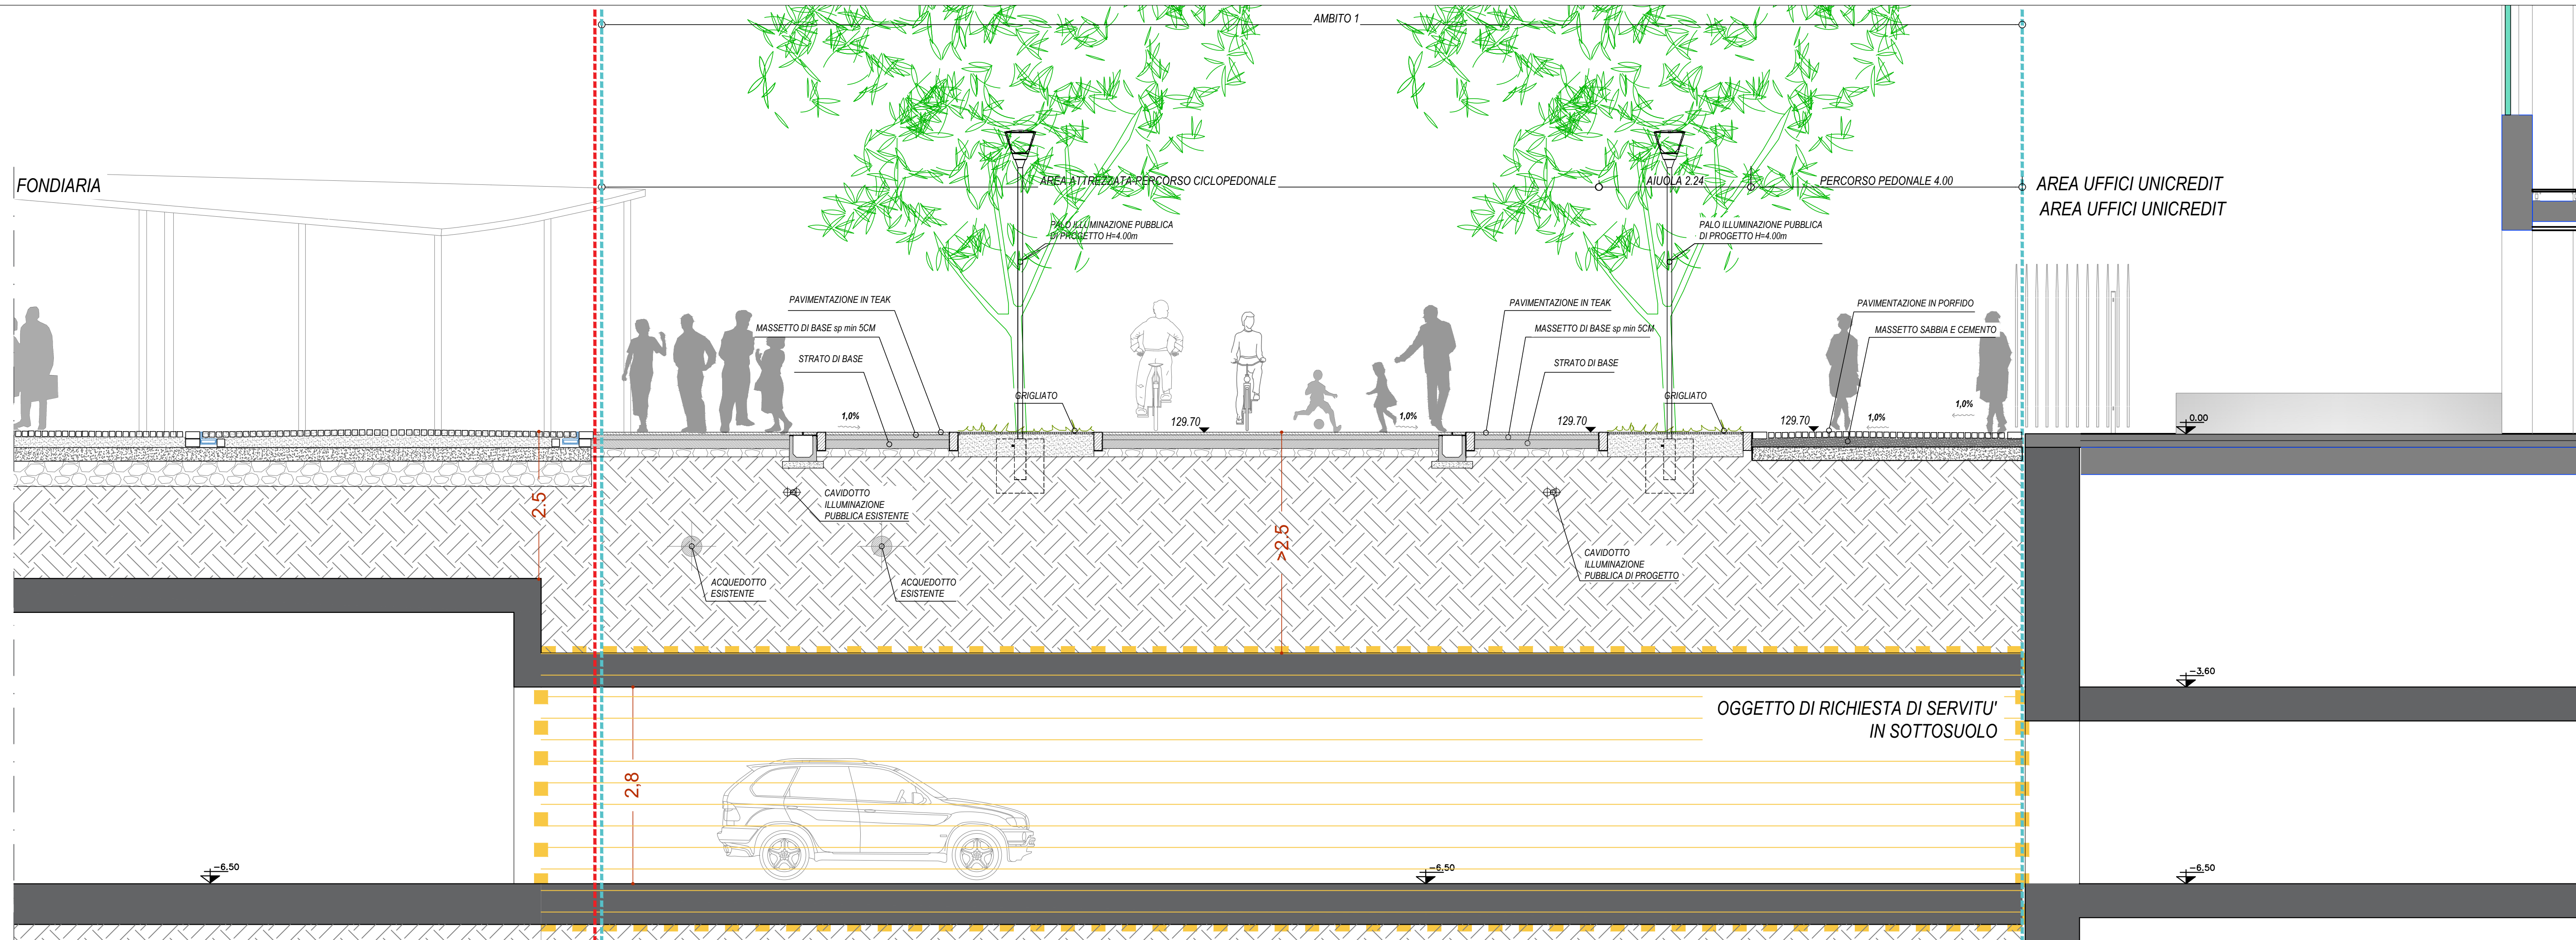 AMBITO 1
FONDIARIA
AREA ATTREZZATA-PERCORSO CICLOPEDONALE
AIUOLA 2.24
PERCORSO PEDONALE 4.00
AREA UFFICI UNICREDIT
AREA UFFICI UNICREDIT
PALO ILLUMINAZIONE PUBBLICA
DI PROGETTO H=4.00m
PALO ILLUMINAZIONE PUBBLICA
DI PROGETTO H=4.00m
PAVIMENTAZIONE IN TEAK
MASSETTO DI BASE sp min 5CM
STRATO DI BASE
PAVIMENTAZIONE IN TEAK
MASSETTO DI BASE sp min 5CM
STRATO DI BASE
PAVIMENTAZIONE IN PORFIDO
MASSETTO SABBIA E CEMENTO
GRIGLIATO
GRIGLIATO
1,0%
1,0%
1,0%
1,0%
129.70
129.70
129.70
0.00
2.5
>2.5
CAVIDOTTO
ILLUMINAZIONE
PUBBLICA ESISTENTE
ACQUEDOTTO
ESISTENTE
ACQUEDOTTO
ESISTENTE
CAVIDOTTO
ILLUMINAZIONE
PUBBLICA DI PROGETTO
-3.60
OGGETTO DI RICHIESTA DI SERVITU'
IN SOTTOSUOLO
2,8
-6.50
-6.50
-6.50